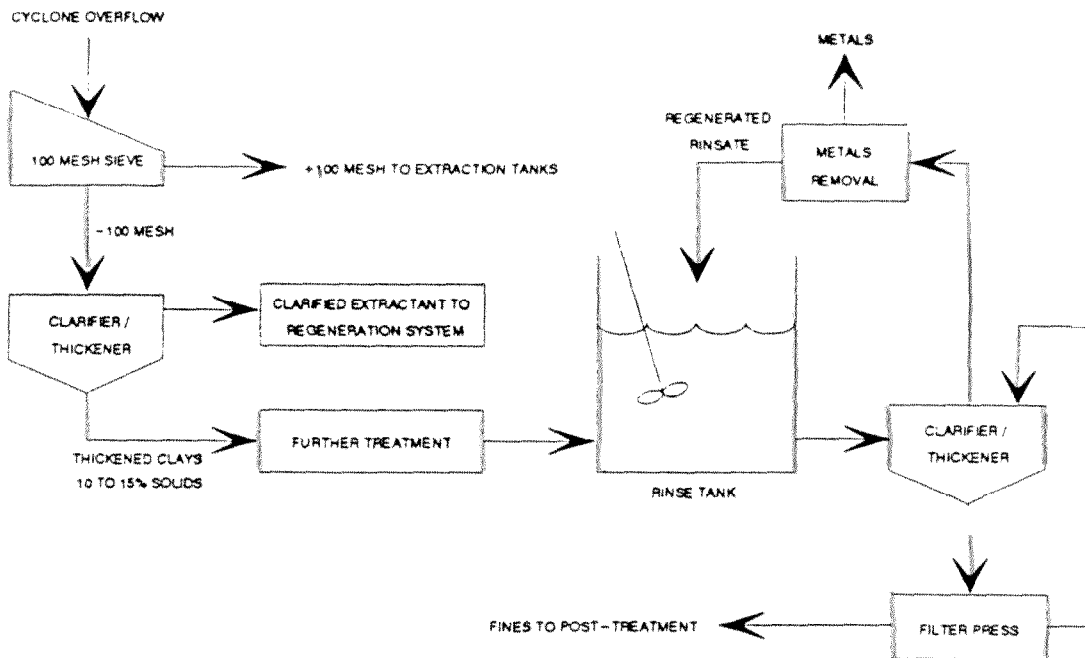 CYCLONE OVERFLOW
METALS
REGENERATED
RINSATE
METALS
REMOVAL
100 MESH SIEVE
+100 MESH TO EXTRACTION TANKS
-100 MESH
CLARIFIER /
THICKENER
CLARIFIED EXTRACTANT TO
REGENERATION SYSTEM
FURTHER TREATMENT
THICKENED CLAYS
10 TO 15% SOLIDS
RINSE TANK
CLARIFIER /
THICKENER
FINES TO POST-TREATMENT
FILTER PRESS